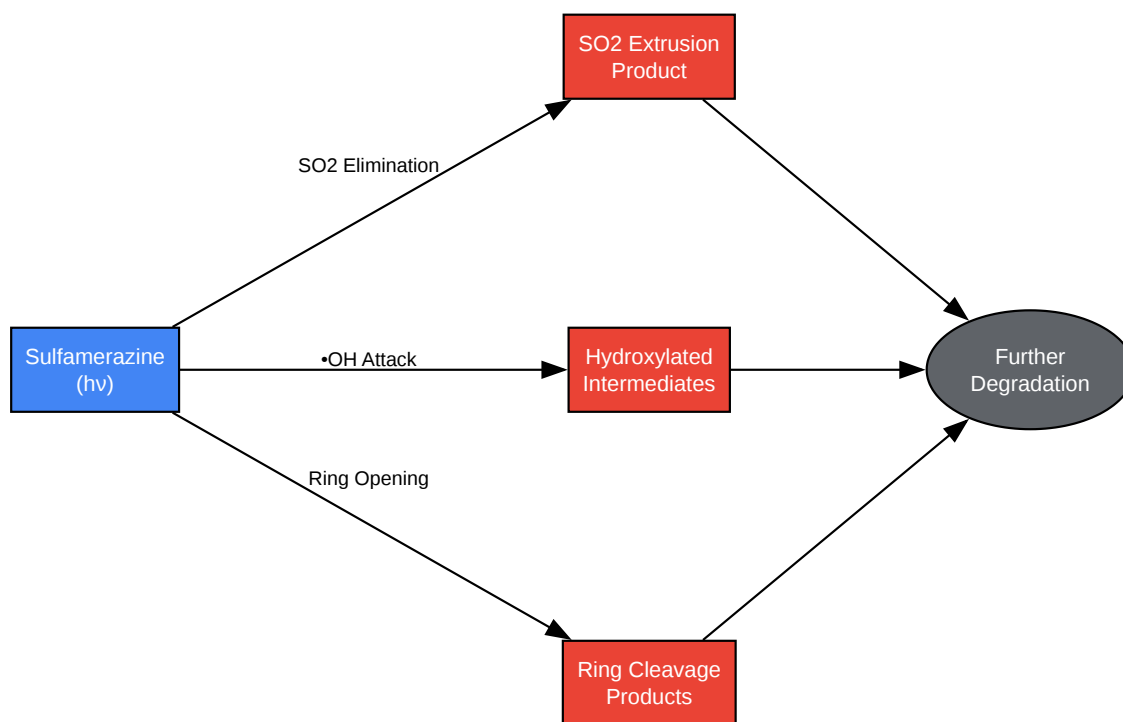 SO2 Extrusion
Product
SO2 Elimination
Sulfamerazine
(hν)
•OH Attack
Hydroxylated
Intermediates
Further
Degradation
Ring Opening
Ring Cleavage
Products